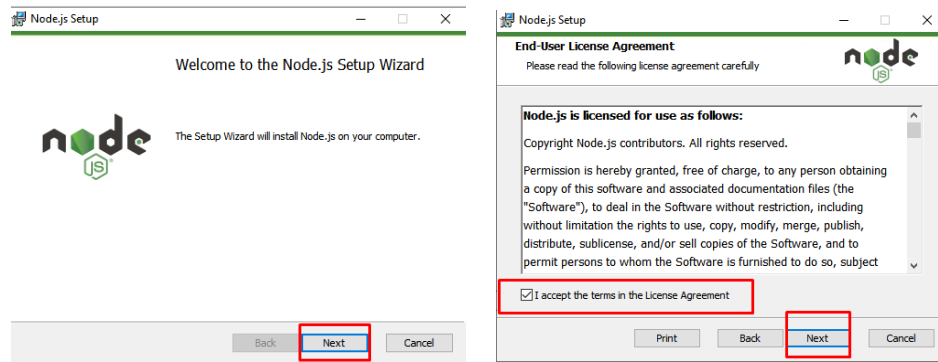 Node.js Setup
Welcome to the Node.js Setup Wizard
node
JS
The Setup Wizard will install Node.js on your computer.
Back
Next
Cancel
Node.js Setup
End-User License Agreement
Please read the following license agreement carefully
node
JS
Node.js is licensed for use as follows:
Copyright Node.js contributors. All rights reserved.
Permission is hereby granted, free of charge, to any person obtaining
a copy of this software and associated documentation files (the
"Software"), to deal in the Software without restriction, including
without limitation the rights to use, copy, modify, merge, publish,
distribute, sublicense, and/or sell copies of the Software, and to
permit persons to whom the Software is furnished to do so, subject
I accept the terms in the License Agreement
Print
Back
Next
Cancel